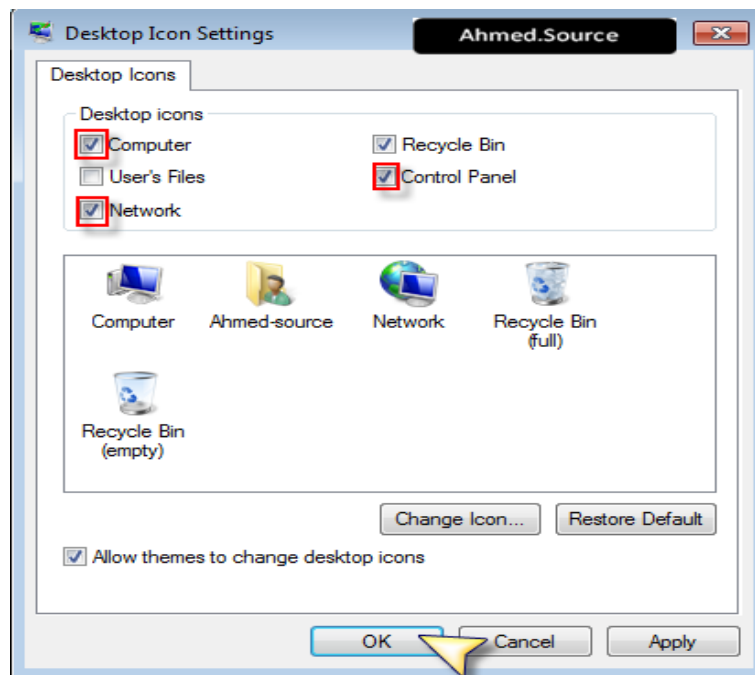 Desktop Icon Settings
Ahmed.Source
Desktop Icons
Desktop icons
Computer
Recycle Bin
User's Files
Control Panel
Network
Computer
Ahmed-source
Network
Recycle Bin
(full)
Recycle Bin
(empty)
Change Icon...
Restore Default
Allow themes to change desktop icons
OK
Cancel
Apply